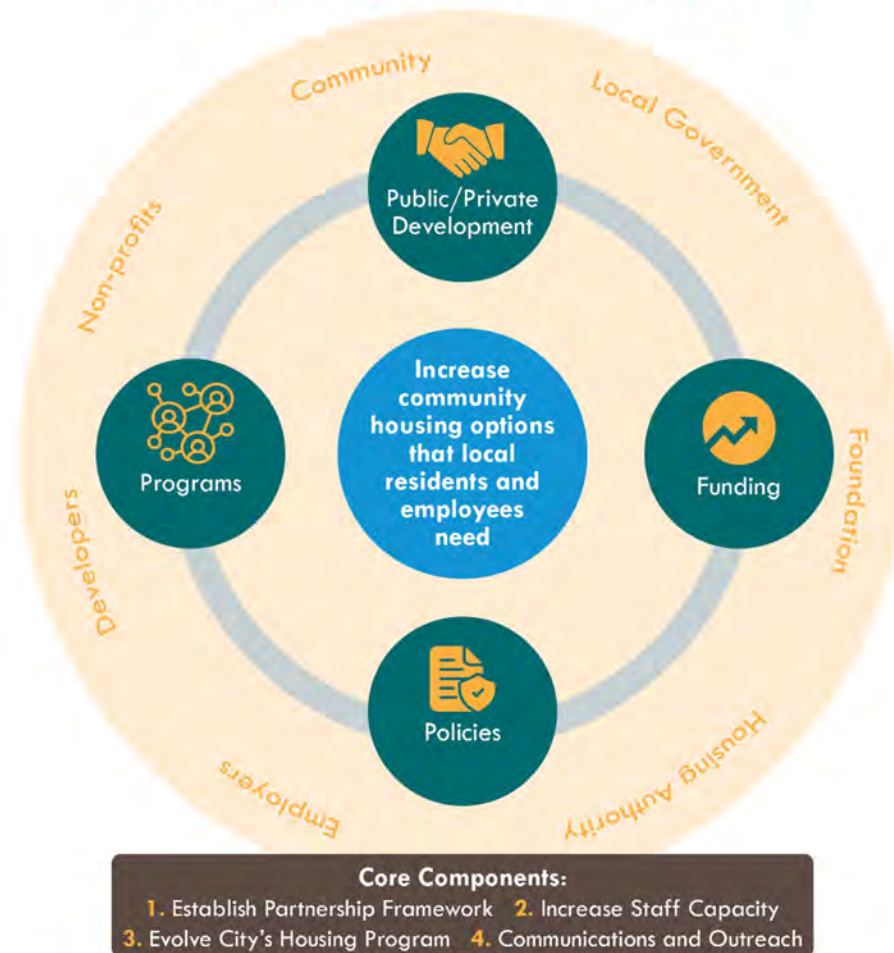 Community
Local Government
Non-profits
Public/Private
Development
Increase
community
housing options
that local
residents and
employees
need
Programs
Funding
Foundation
Developers
Policies
Employers
Housing Authority
Core Components:
1. Establish Partnership Framework 2. Increase Staff Capacity
3. Evolve City's Housing Program 4. Communications and Outreach